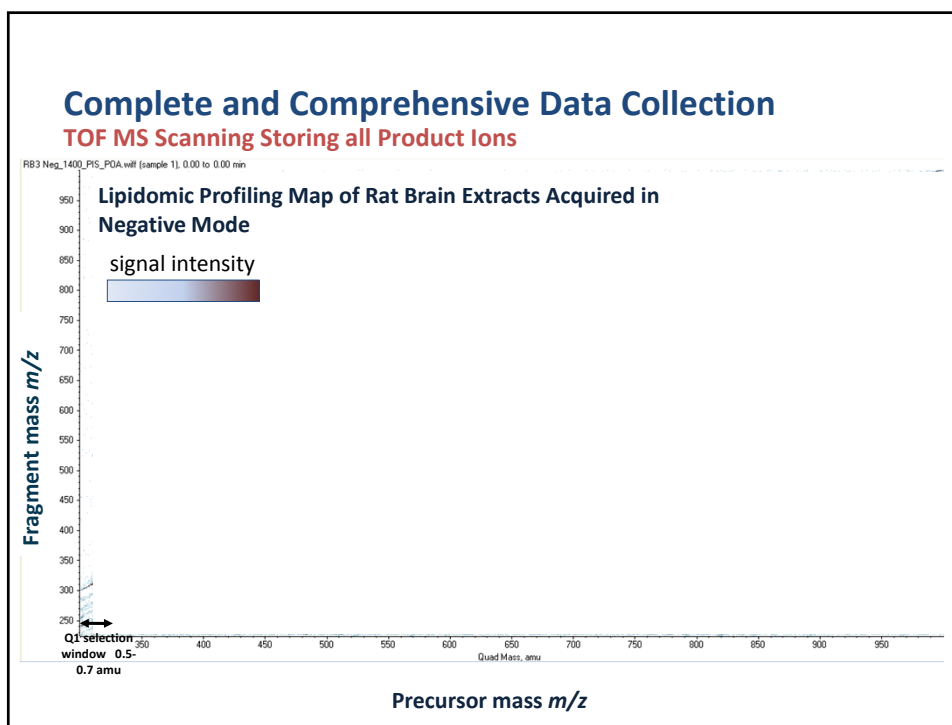 Complete and Comprehensive Data Collection
TOF MS Scanning Storing all Product Ions
RB3 Neg_1400_PIS_POA.wiff (sample 1), 0.00 to 0.00 min
Lipidomic Profiling Map of Rat Brain Extracts Acquired in
Negative Mode
signal intensity
950
900
850
800
750
700
650
600
550
500
450
400
350
300
250
Fragment mass m/z
Q1 selection
window 0.5-
0.7 amu
350 400 450 500 550 600 650 700 750 800 850 900 950
Quad Mass, amu
Precursor mass m/z